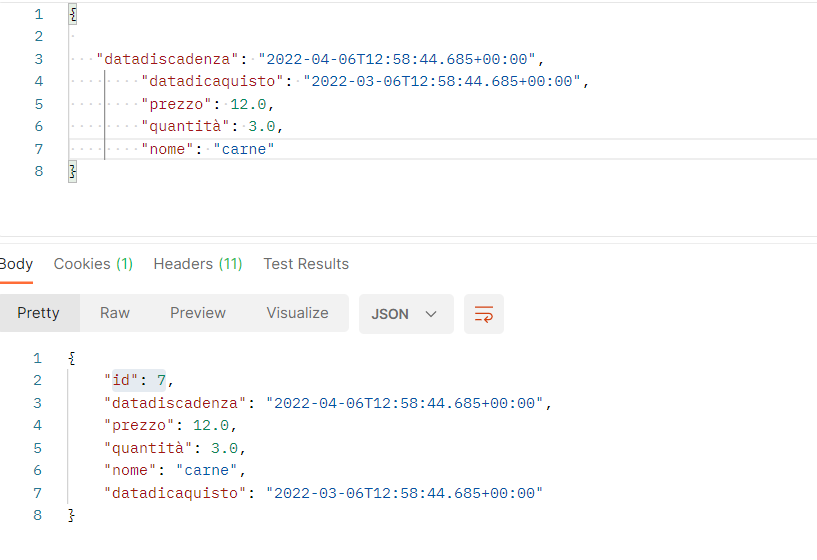 1 {
2
3 "datadiscadenza": "2022-04-06T12:58:44.685+00:00",
4 "datadicaquisto": "2022-03-06T12:58:44.685+00:00",
5 "prezzo": 12.0,
6 "quantità": 3.0,
7 "nome": "carne"
8 }
Body Cookies (1) Headers (11) Test Results
Pretty Raw Preview Visualize JSON
1 {
2 "id": 7,
3 "datadiscadenza": "2022-04-06T12:58:44.685+00:00",
4 "prezzo": 12.0,
5 "quantità": 3.0,
6 "nome": "carne",
7 "datadicaquisto": "2022-03-06T12:58:44.685+00:00"
8 }